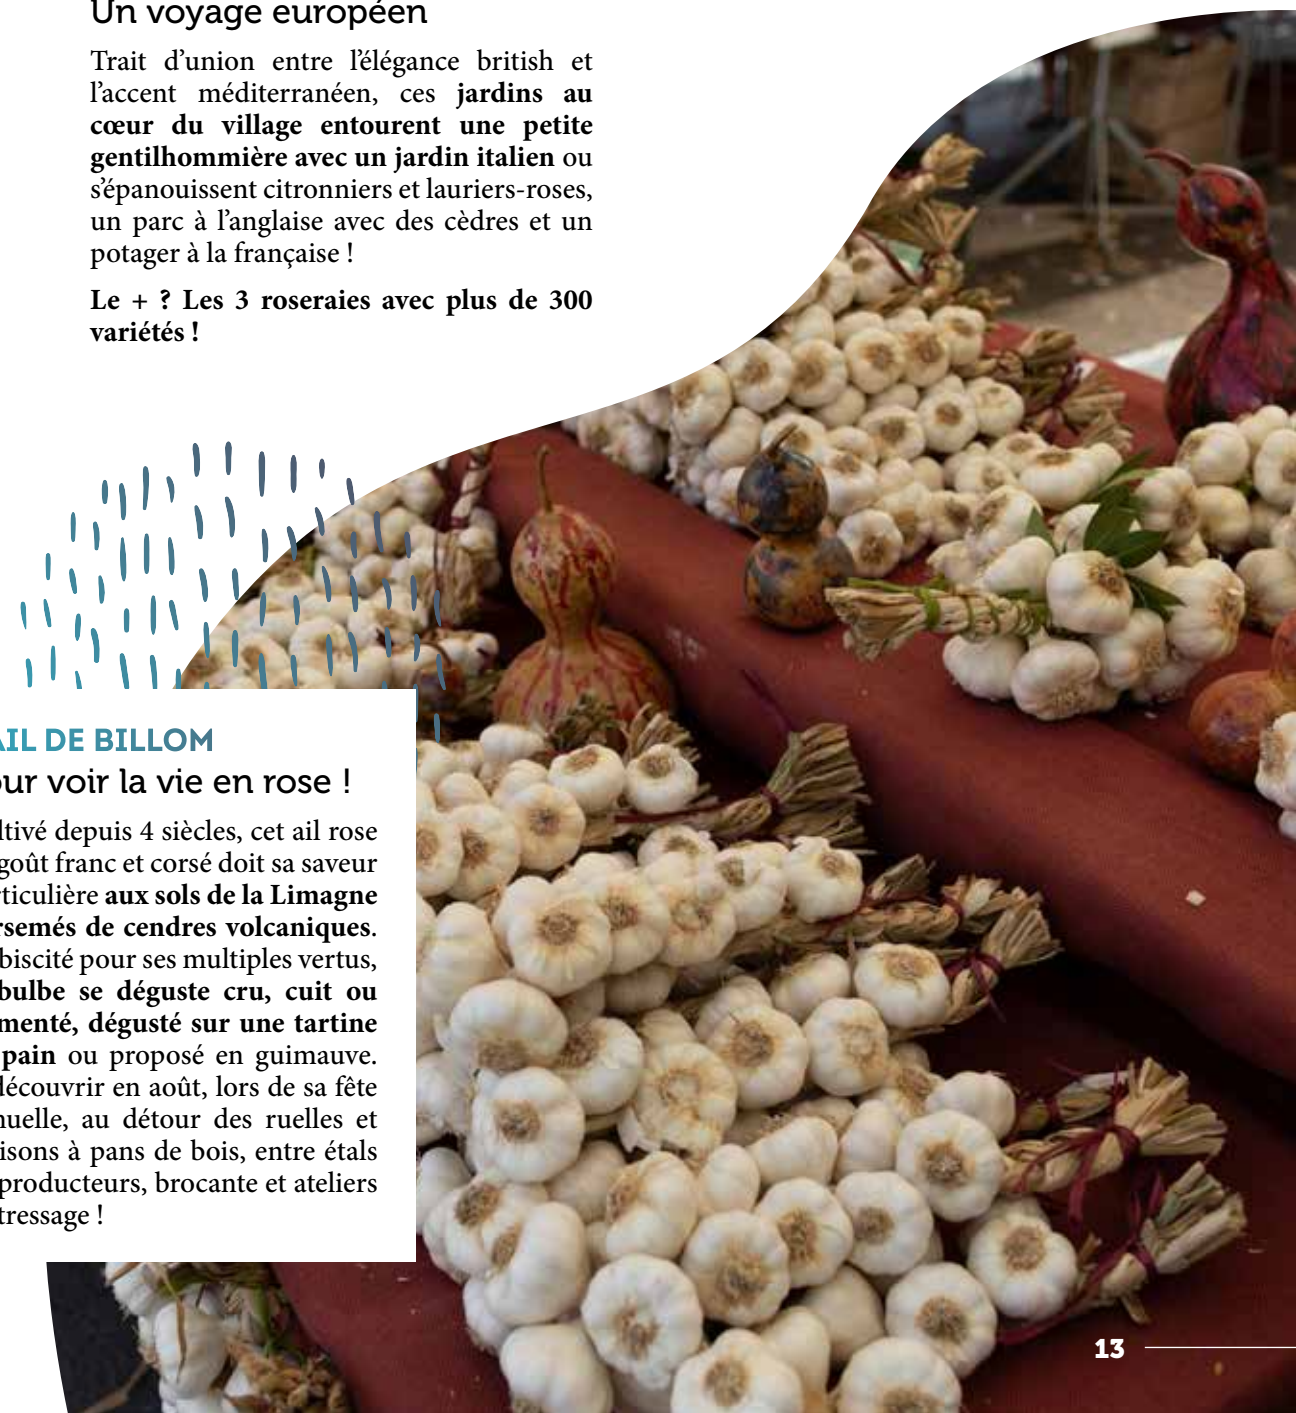 Un voyage européen
Trait d’union entre l’élégance british et
l’accent méditerranéen, ces jardins au
cœur du village entourent une petite
gentilhommière avec un jardin italien ou
s’épanouissent citronniers et lauriers-roses,
un parc à l’anglaise avec des cèdres et un
potager à la française !
Le + ? Les 3 roseraies avec plus de 300
variétés !
AIL DE BILLOM
our voir la vie en rose !
ltivé depuis 4 siècles, cet ail rose
goût franc et corsé doit sa saveur
rticulière aux sols de la Limagne
rsemés de cendres volcaniques.
biscité pour ses multiples vertus,
bulbe se déguste cru, cuit ou
menté, dégusté sur une tartine
pain ou proposé en guimauve.
découvrir en août, lors de sa fête
nuelle, au détour des ruelles et
isons à pans de bois, entre étals
producteurs, brocante et ateliers
tressage !
13